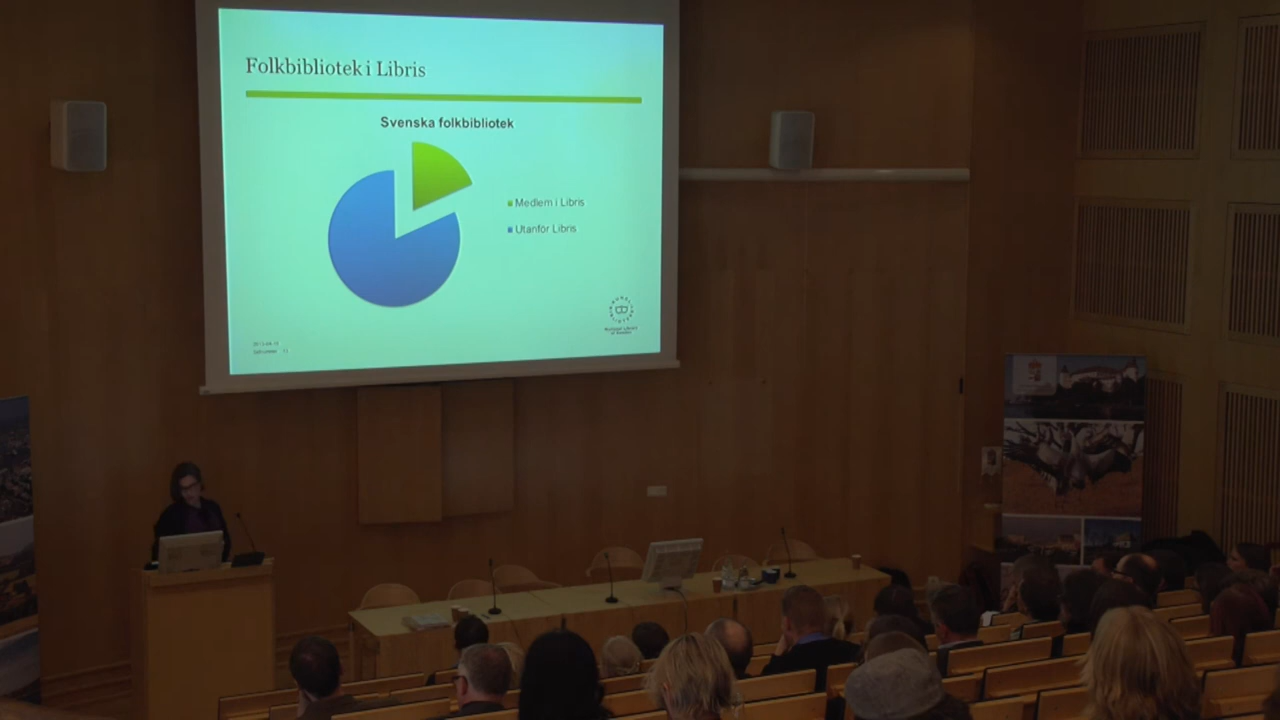 Folkbibliotek i Libris
Svenska folkbibliotek
Medlem i Libris
Utanför Libris